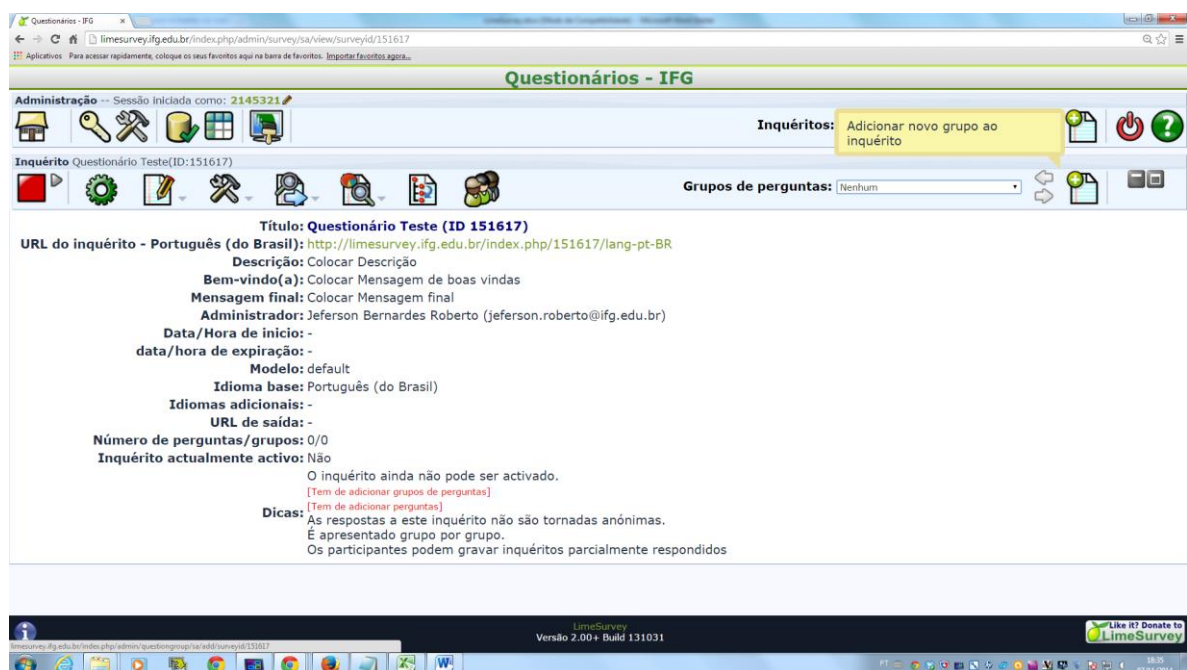 Questionários - IFG
limesurvey.ifg.edu.br/index.php/admin/survey/sa/view/surveyid/151617
Aplicativos Para acessar rapidamente, coloque os seus favoritos aqui na barra de favoritos. Importar favoritos agora...
Questionários - IFG
Administração -- Sessão iniciada como: 2145321
Inquéritos:
Adicionar novo grupo ao
inquérito
Inquérito Questionário Teste(ID:151617)
Grupos de perguntas: Nenhum
Título: Questionário Teste (ID 151617)
URL do inquérito - Português (do Brasil): http://limesurvey.ifg.edu.br/index.php/151617/lang-pt-BR
Descrição: Colocar Descrição
Bem-vindo(a): Colocar Mensagem de boas vindas
Mensagem final: Colocar Mensagem final
Administrador: Jeferson Bernardes Roberto (jeferson.roberto@ifg.edu.br)
Data/Hora de inicio: -
data/hora de expiração: -
Modelo: default
Idioma base: Português (do Brasil)
Idiomas adicionais: -
URL de saída: -
Número de perguntas/grupos: 0/0
Inquérito actualmente activo: Não
O inquérito ainda não pode ser activado.
[Tem de adicionar grupos de perguntas]
Dicas: [Tem de adicionar perguntas]
As respostas a este inquérito não são tornadas anónimas.
É apresentado grupo por grupo.
Os participantes podem gravar inquéritos parcialmente respondidos
LimeSurvey
Versão 2.00+ Build 131031
Like it? Donate to
LimeSurvey
limesurvey.ifg.edu.br/index.php/admin/questiongroup/sa/add/surveyid/151617
PT
18:35